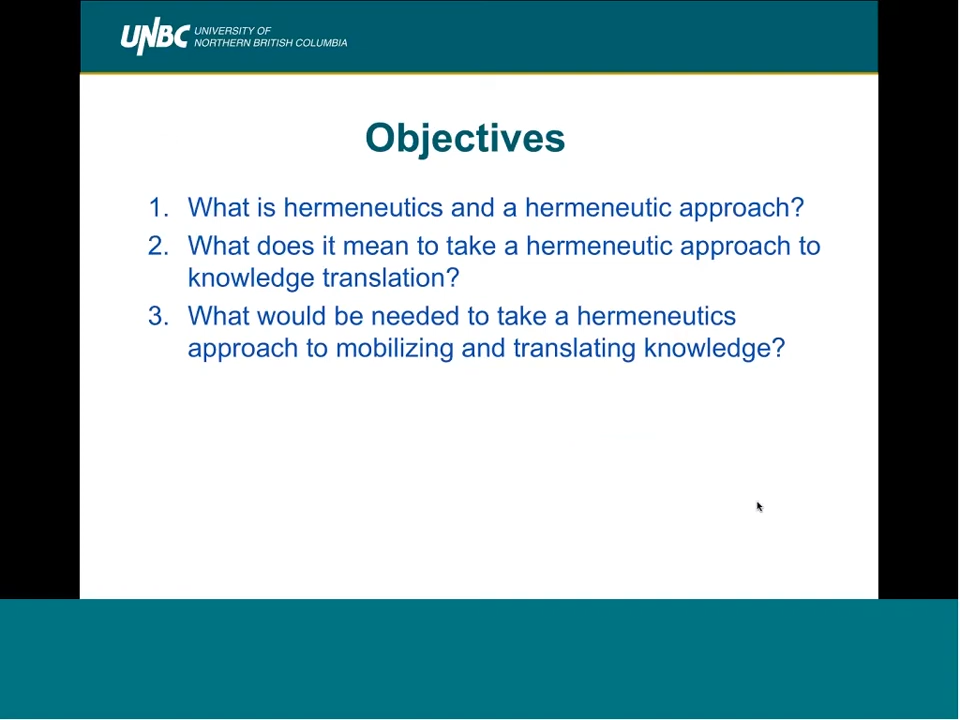 UNBC UNIVERSITY OF
NORTHERN BRITISH COLUMBIA
Objectives
1. What is hermeneutics and a hermeneutic approach?
2. What does it mean to take a hermeneutic approach to
knowledge translation?
3. What would be needed to take a hermeneutics
approach to mobilizing and translating knowledge?